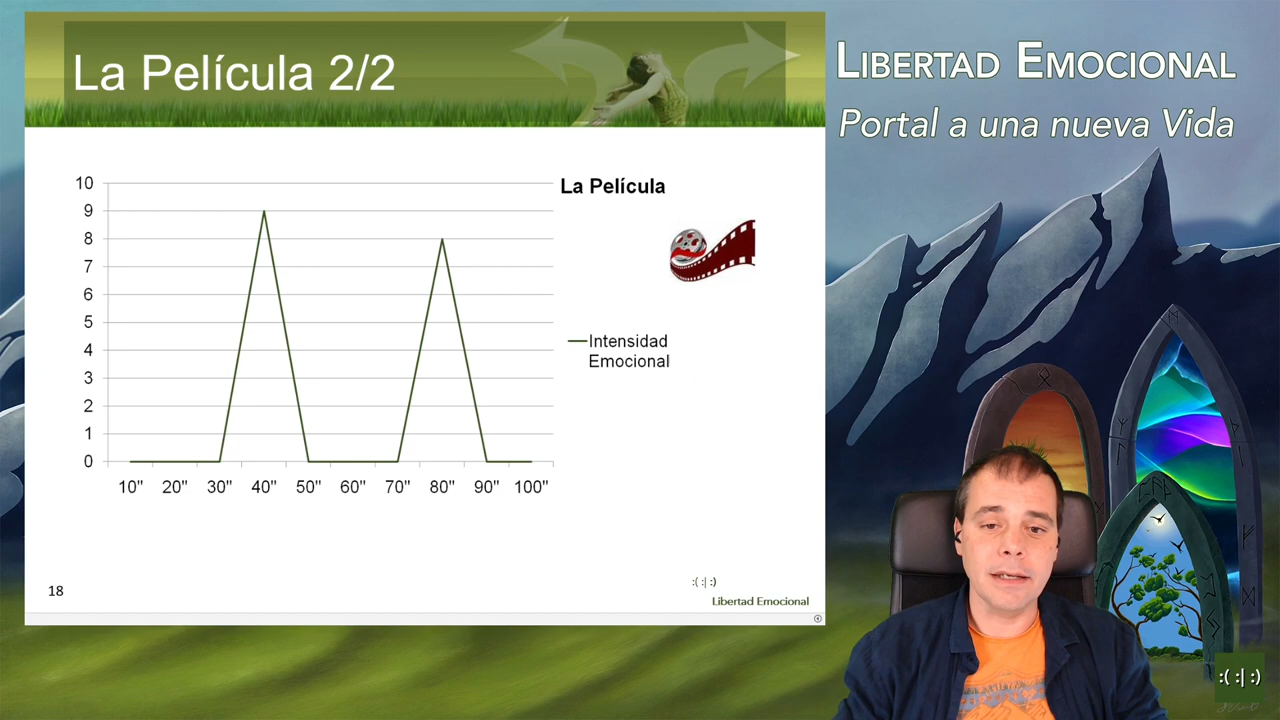 La Película 2/2
LIBERTAD EMOCIONAL
Portal a una nueva Vida
La Película
10
9
8
7
6
5
4
3
2
1
0
Intensidad
Emocional
10" 20" 30" 40" 50" 60" 70" 80" 90" 100"
18
:( :| :)
Libertad Emocional
:( :| :)